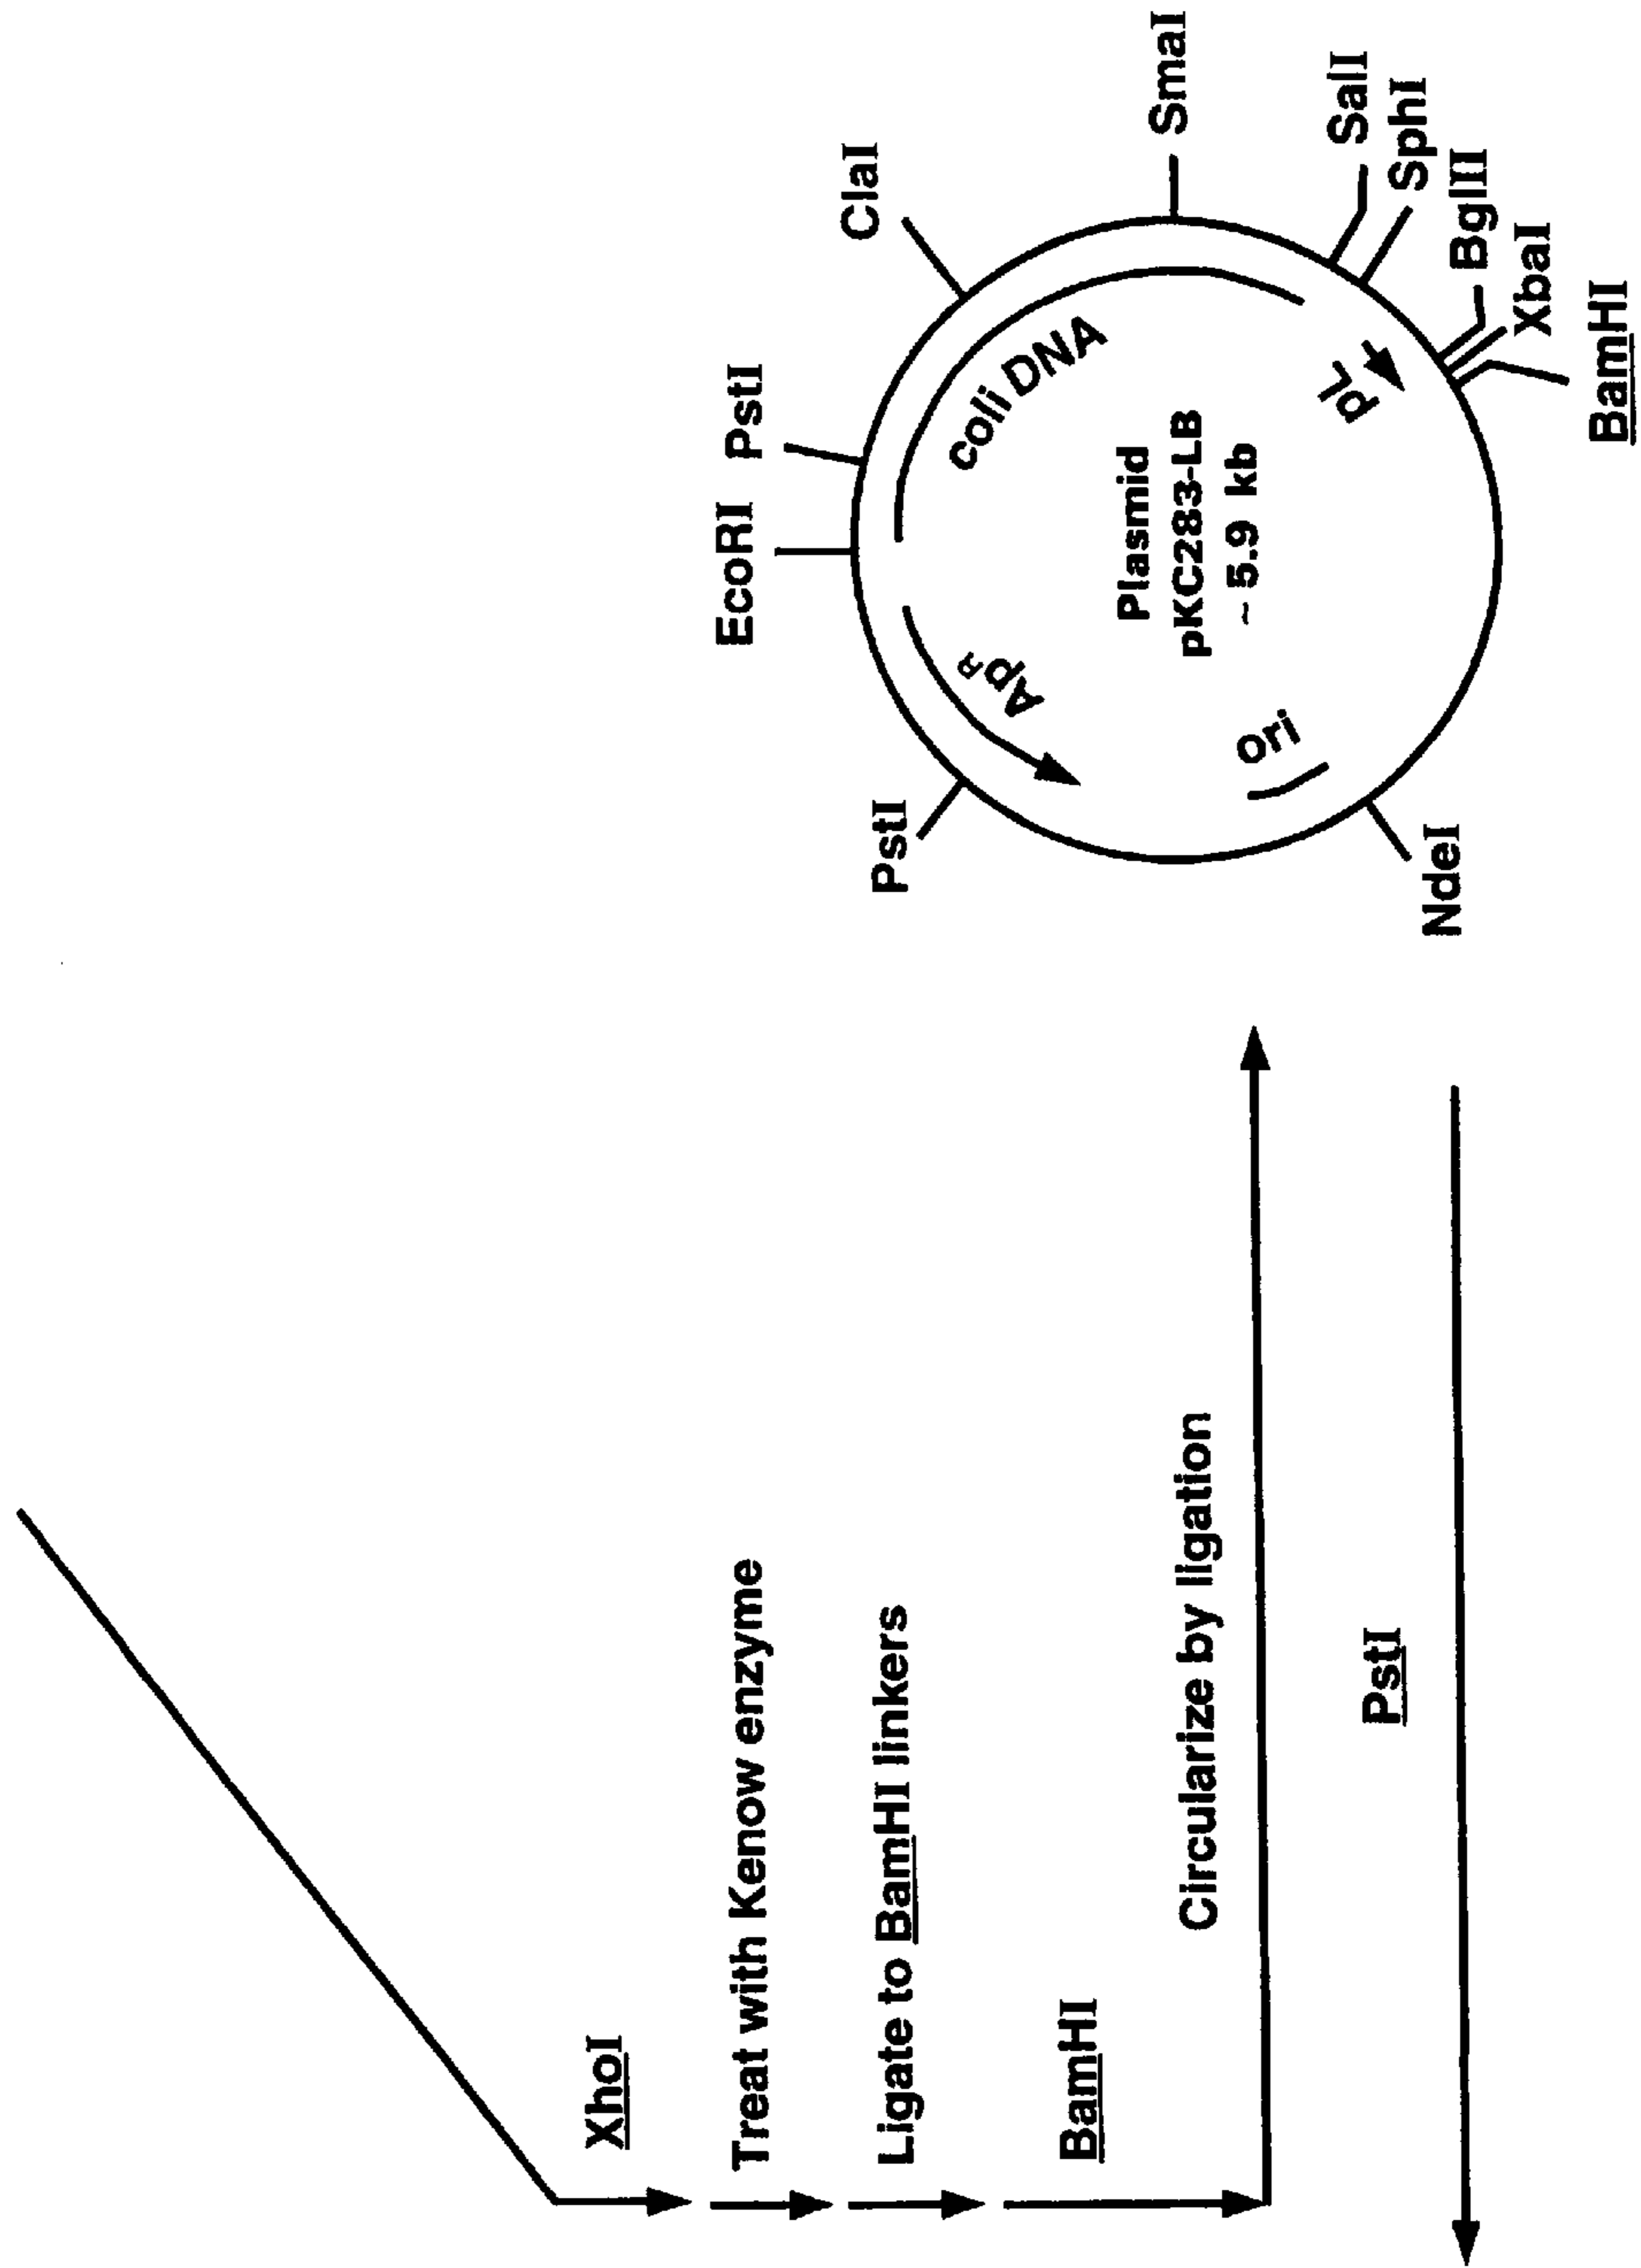 XhoI
Treat with Kenow enzyme
Ligate to BamHI linkers
BamHI
Circularize by ligation
PstI
EcoRI
PstI
ClaI
SmaI
SalI
SphI
BglII
XbaI
BamHI
NdeI
PstI
coli DNA
ApR
pL
ori
Plasmid
pKC283-LB
~ 5.9 kb